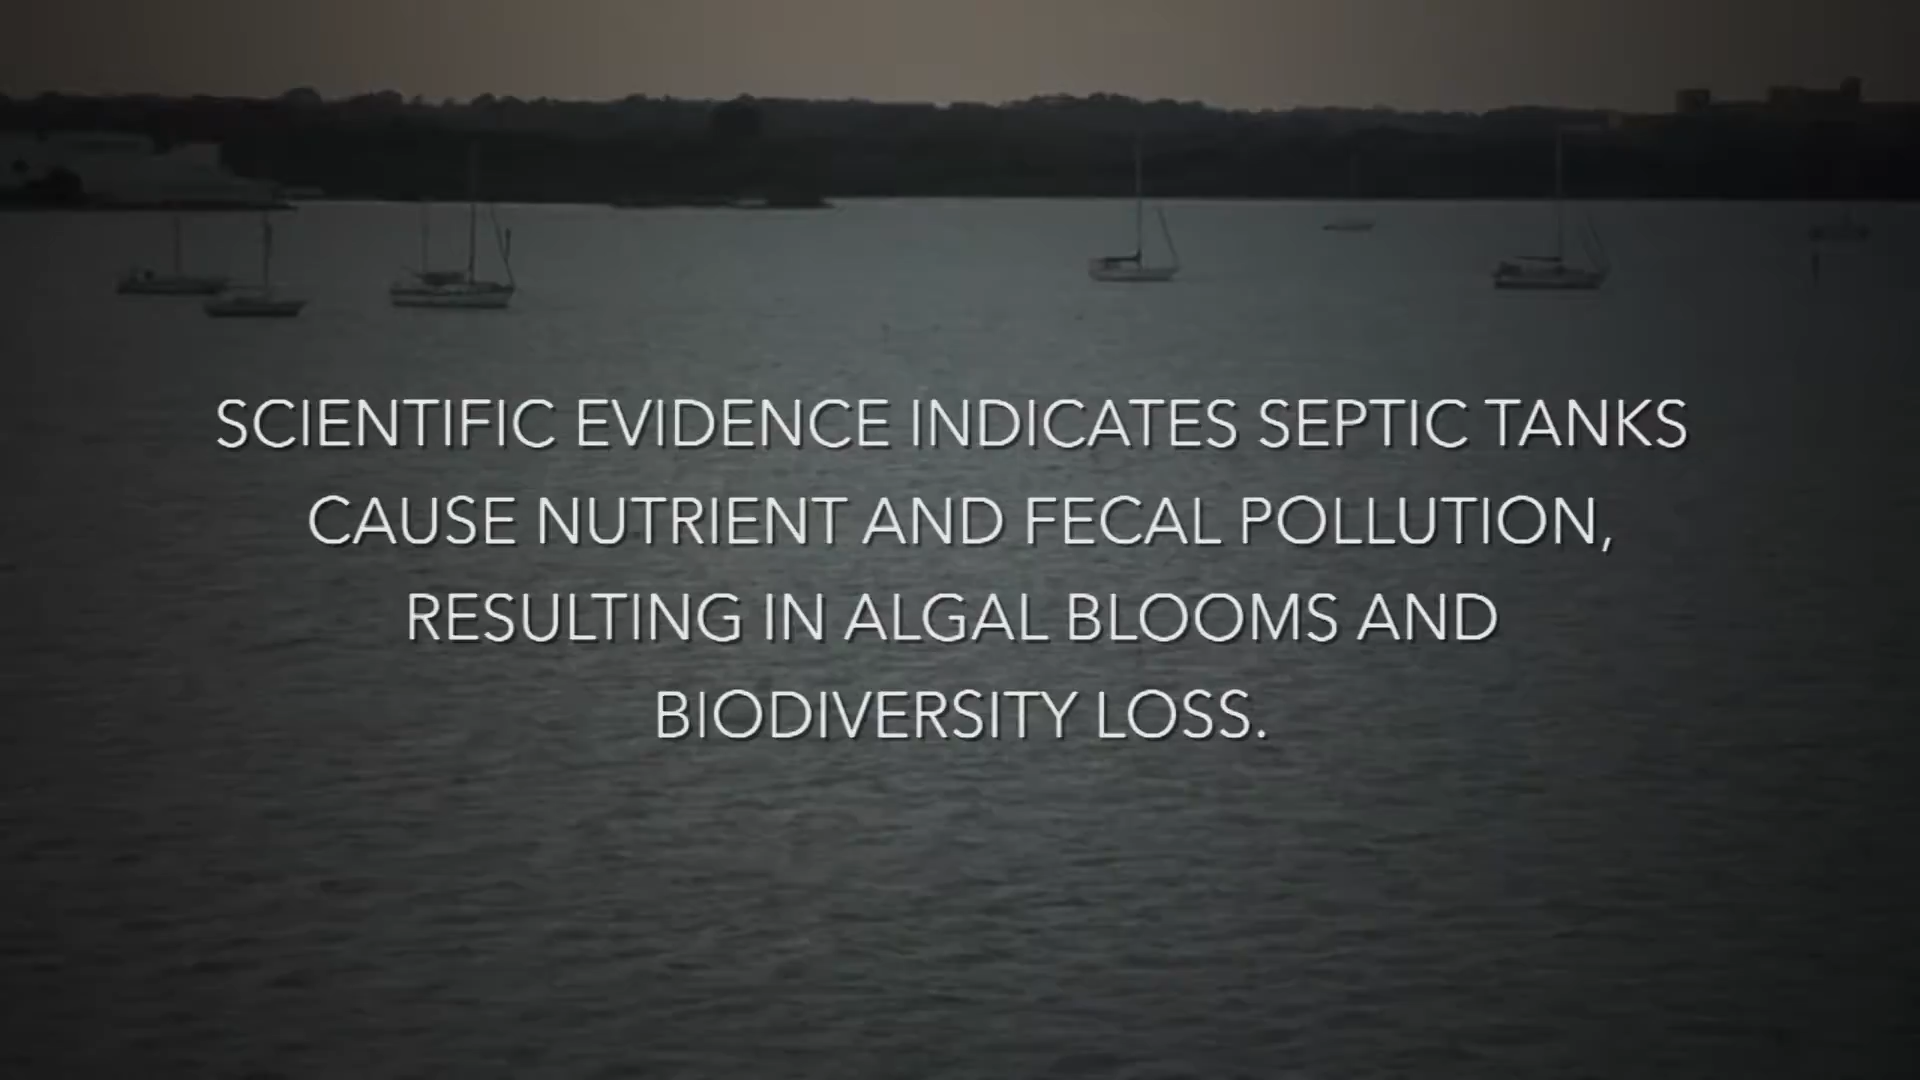 SCIENTIFIC EVIDENCE INDICATES SEPTIC TANKS
CAUSE NUTRIENT AND FECAL POLLUTION,
RESULTING IN ALGAL BLOOMS AND
BIODIVERSITY LOSS.